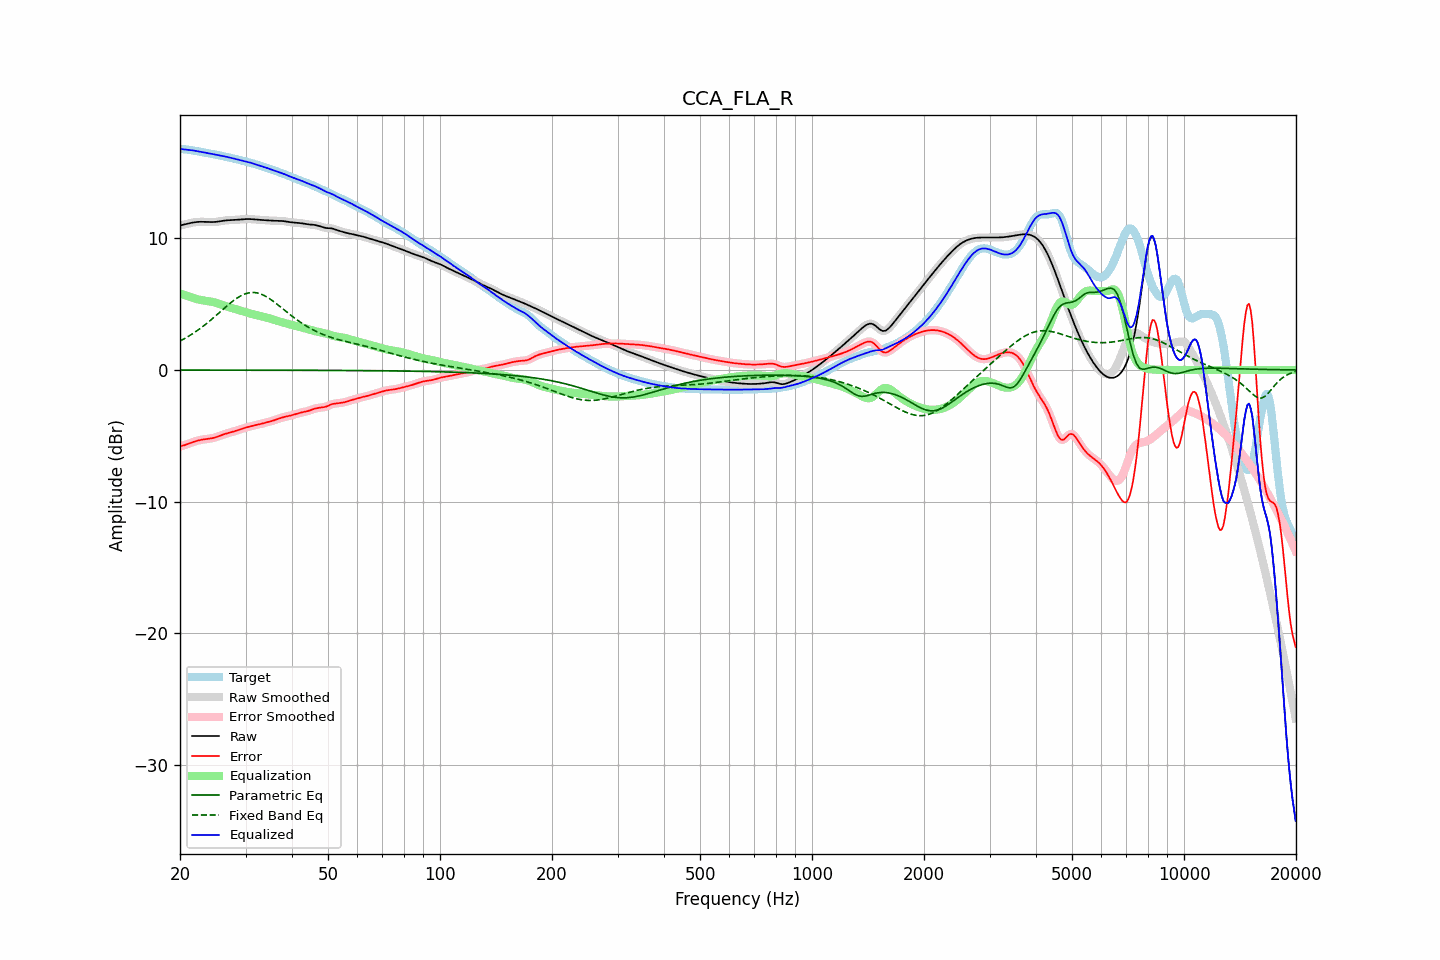 CCA_FLA_R
Amplitude (dBr)
10
0
−10
−20
−30
Target
Raw Smoothed
Error Smoothed
Raw
Error
Equalization
Parametric Eq
Fixed Band Eq
Equalized
20 50 100 200 500 1000 2000 5000 10000 20000
Frequency (Hz)